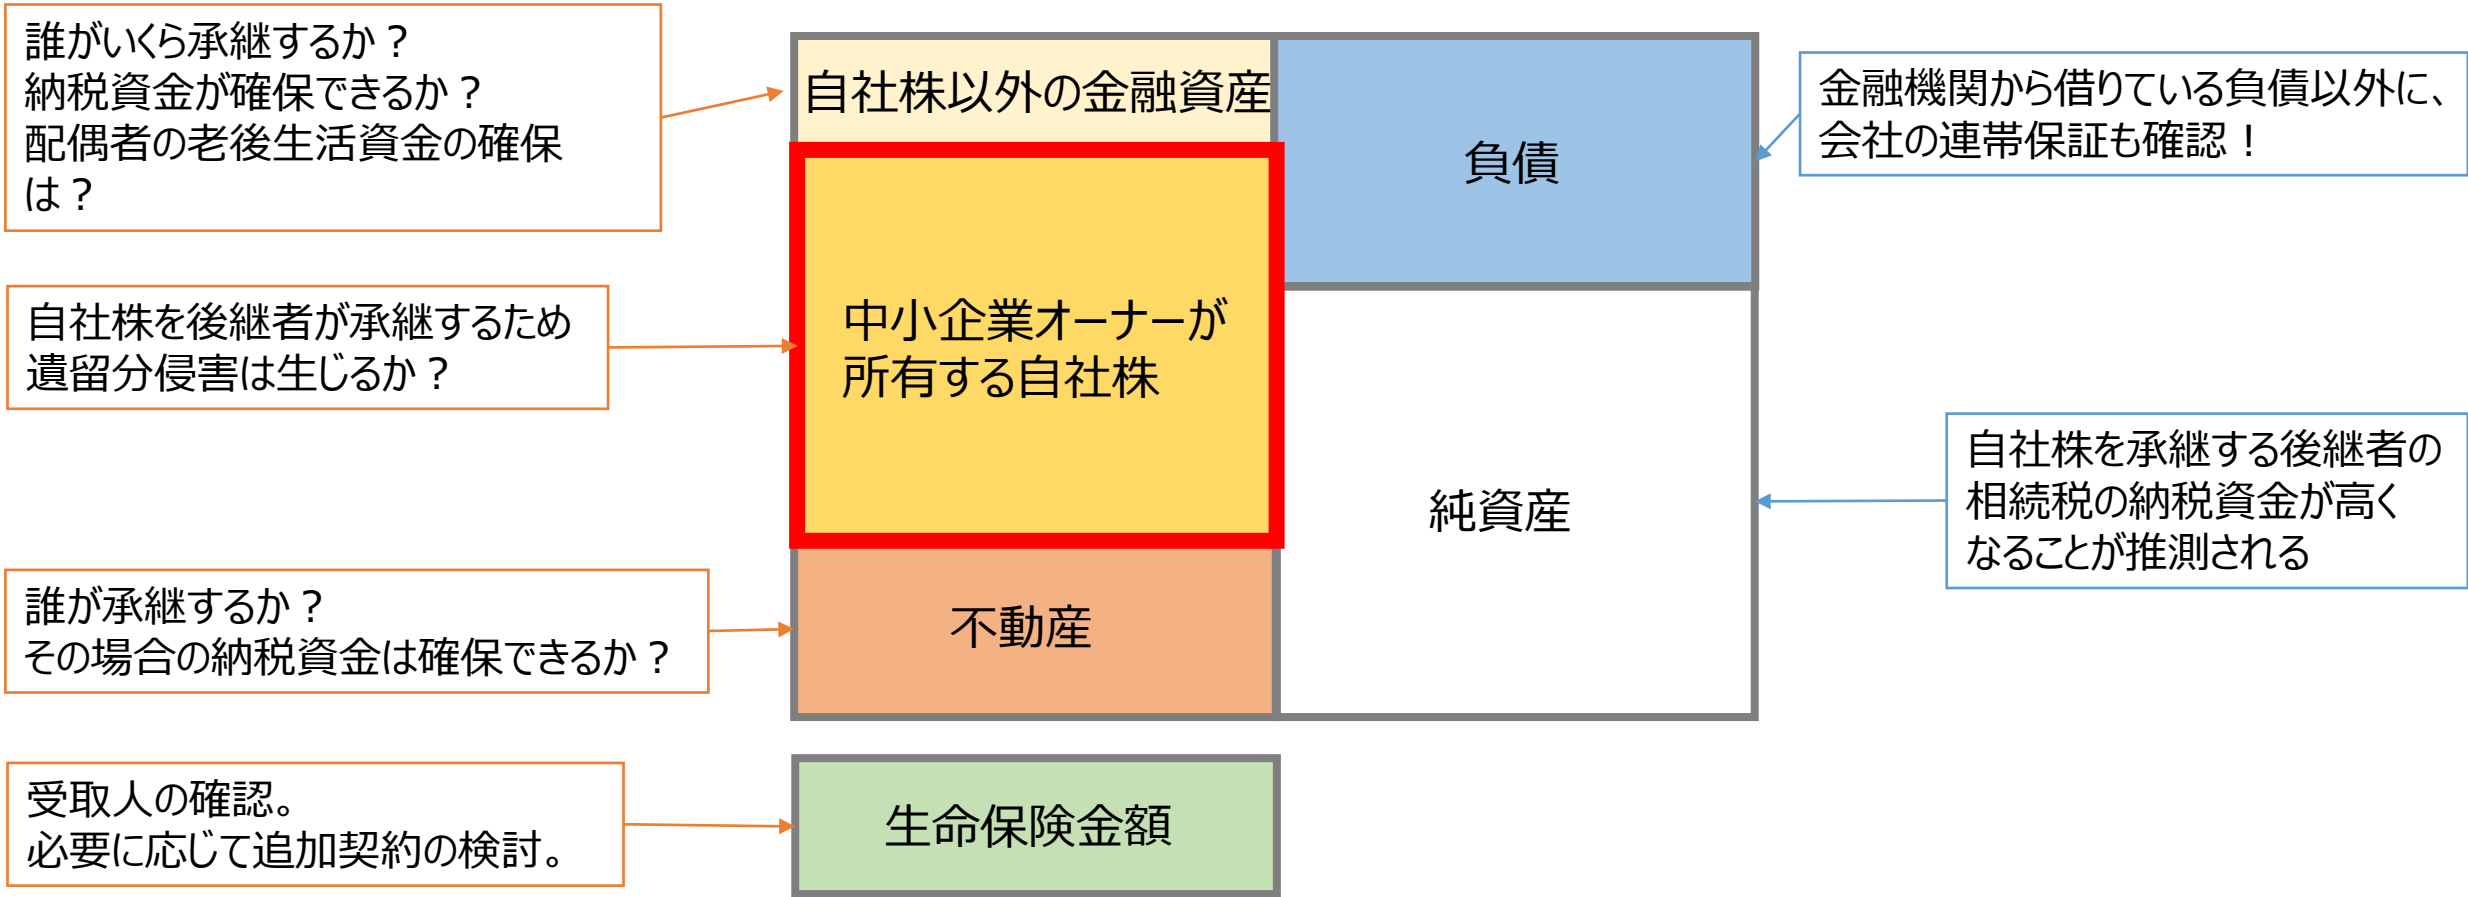 誰がいくら承継するか？
納税資金が確保できるか？
配偶者の老後生活資金の確保
は？
自社株以外の金融資産
負債
金融機関から借りている負債以外に、
会社の連帯保証も確認！
自社株を後継者が承継するため
遺留分侵害は生じるか？
中小企業オーナーが
所有する自社株
純資産
自社株を承継する後継者の
相続税の納税資金が高く
なることが推測される
誰が承継するか？
その場合の納税資金は確保できるか？
不動産
受取人の確認。
必要に応じて追加契約の検討。
生命保険金額